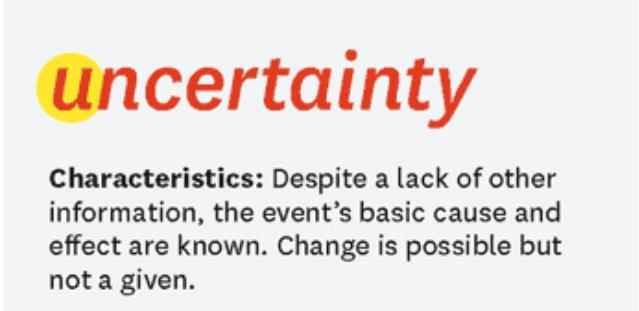 uncertainty
Characteristics: Despite a lack of other
information, the event’s basic cause and
effect are known. Change is possible but
not a given.